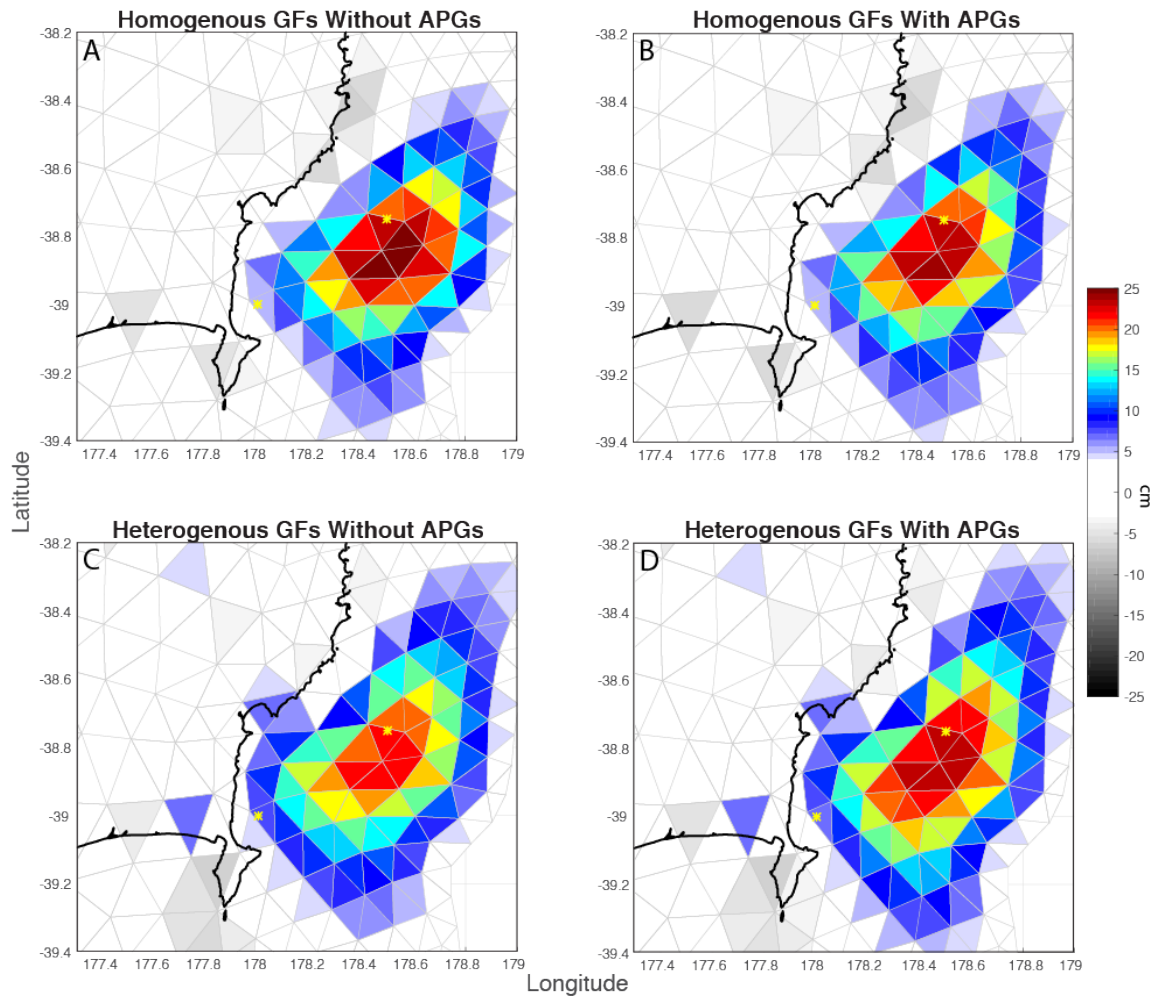 Homogenous GFs Without APGs
Homogenous GFs With APGs
A
-38.2
-38.4
-38.6
-38.8
-39
-39.2
-39.4
177.4 177.6 177.8 178 178.2 178.4 178.6 178.8 179
B
-38.2
-38.4
-38.6
-38.8
-39
-39.2
-39.4
177.4 177.6 177.8 178 178.2 178.4 178.6 178.8 179
25
20
15
10
5
0
-5
-10
-15
-20
-25
cm
Latitude
Heterogenous GFs Without APGs
Heterogenous GFs With APGs
C
-38.2
-38.4
-38.6
-38.8
-39
-39.2
-39.4
177.4 177.6 177.8 178 178.2 178.4 178.6 178.8 179
D
-38.2
-38.4
-38.6
-38.8
-39
-39.2
-39.4
177.4 177.6 177.8 178 178.2 178.4 178.6 178.8 179
Longitude